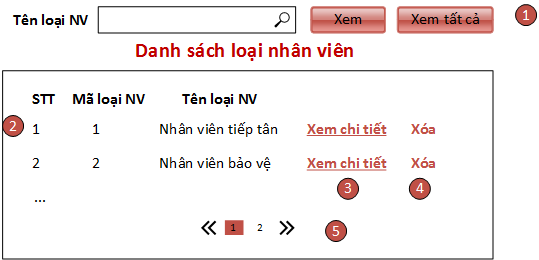 Tên loại NV Xem Xem tất cả 1
Danh sách loại nhân viên
STT Mã loại NV Tên loại NV
2 1 1 Nhân viên tiếp tân Xem chi tiết Xóa
2 2 Nhân viên bảo vệ Xem chi tiết Xóa
... 3 4
« 1 2 » 5